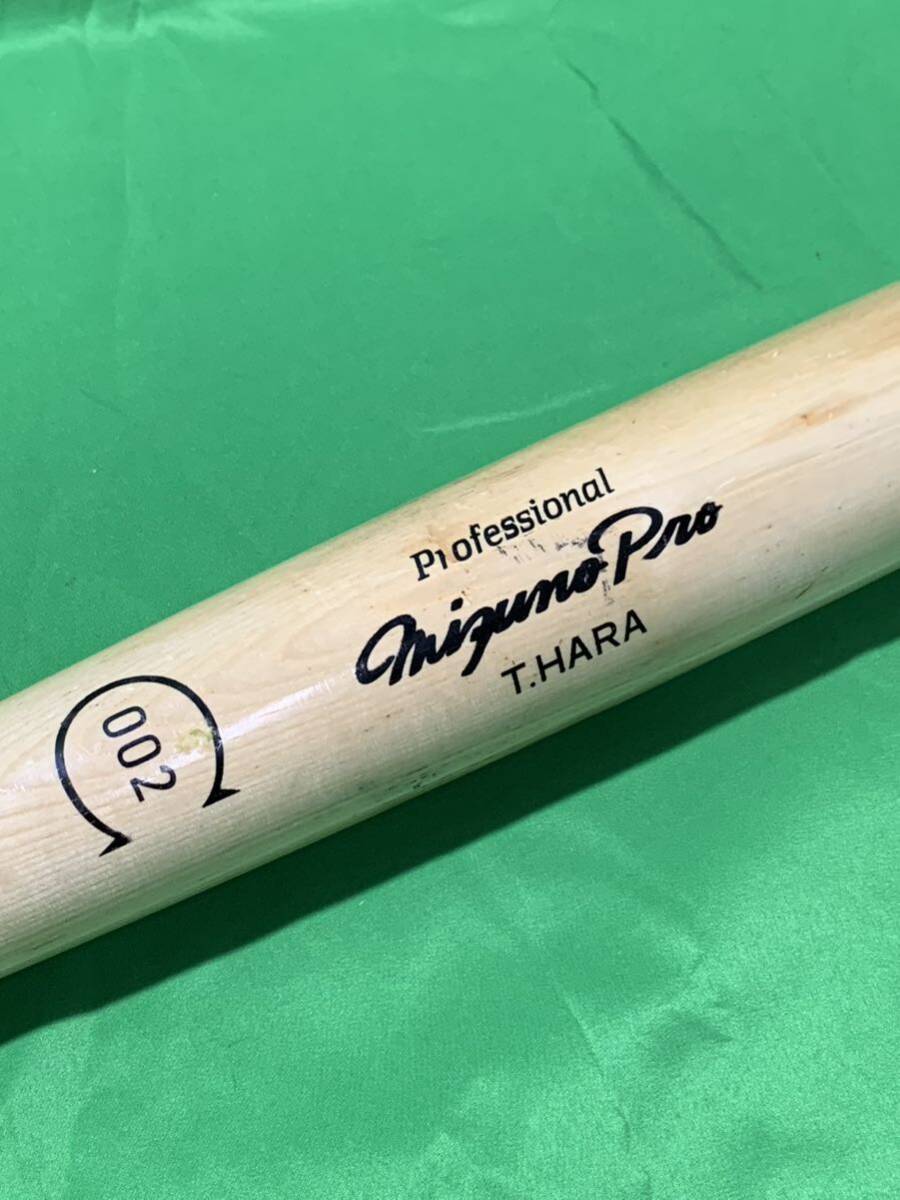 Professional
Mizuno Pro
T.HARA
002